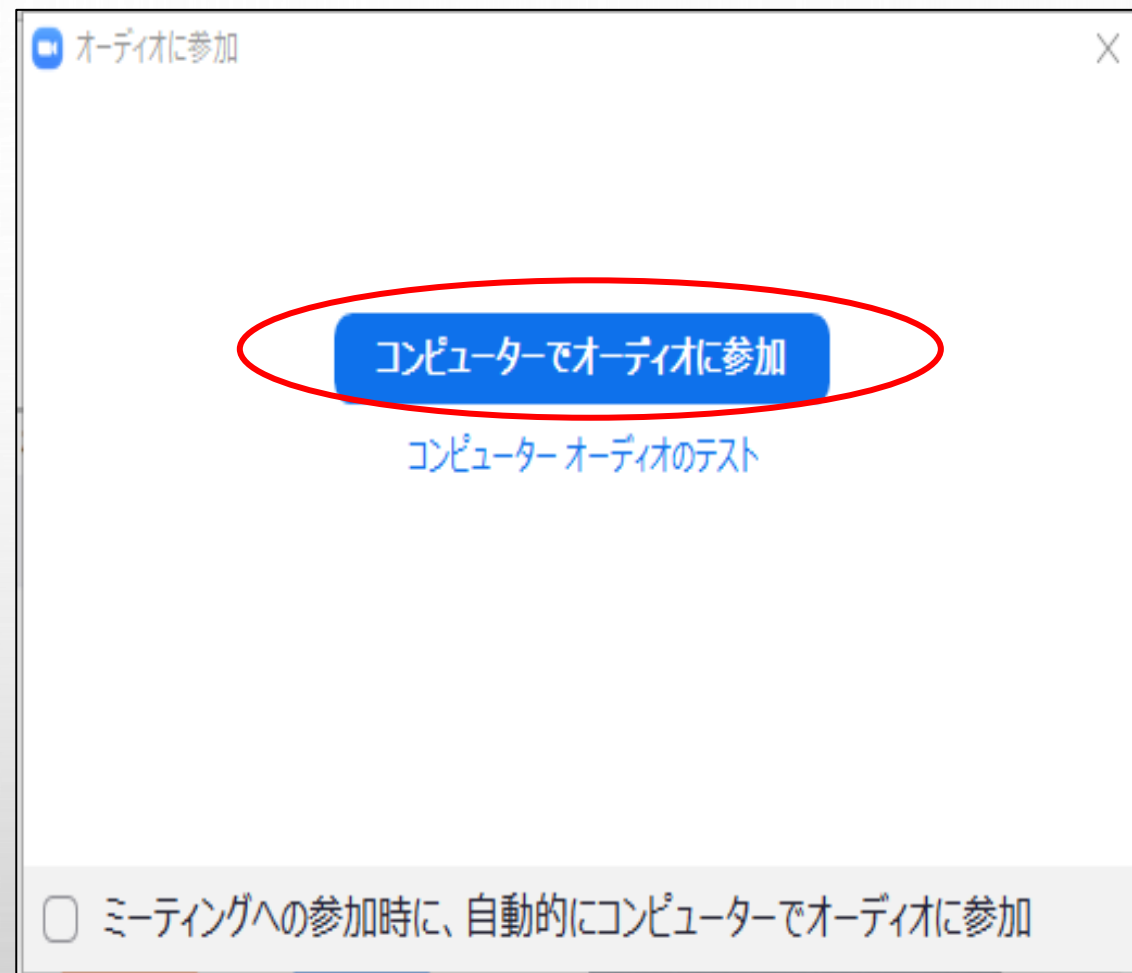 オーディオに参加
コンピューターでオーディオに参加
コンピューター オーディオのテスト
ミーティングへの参加時に、自動的にコンピューターでオーディオに参加